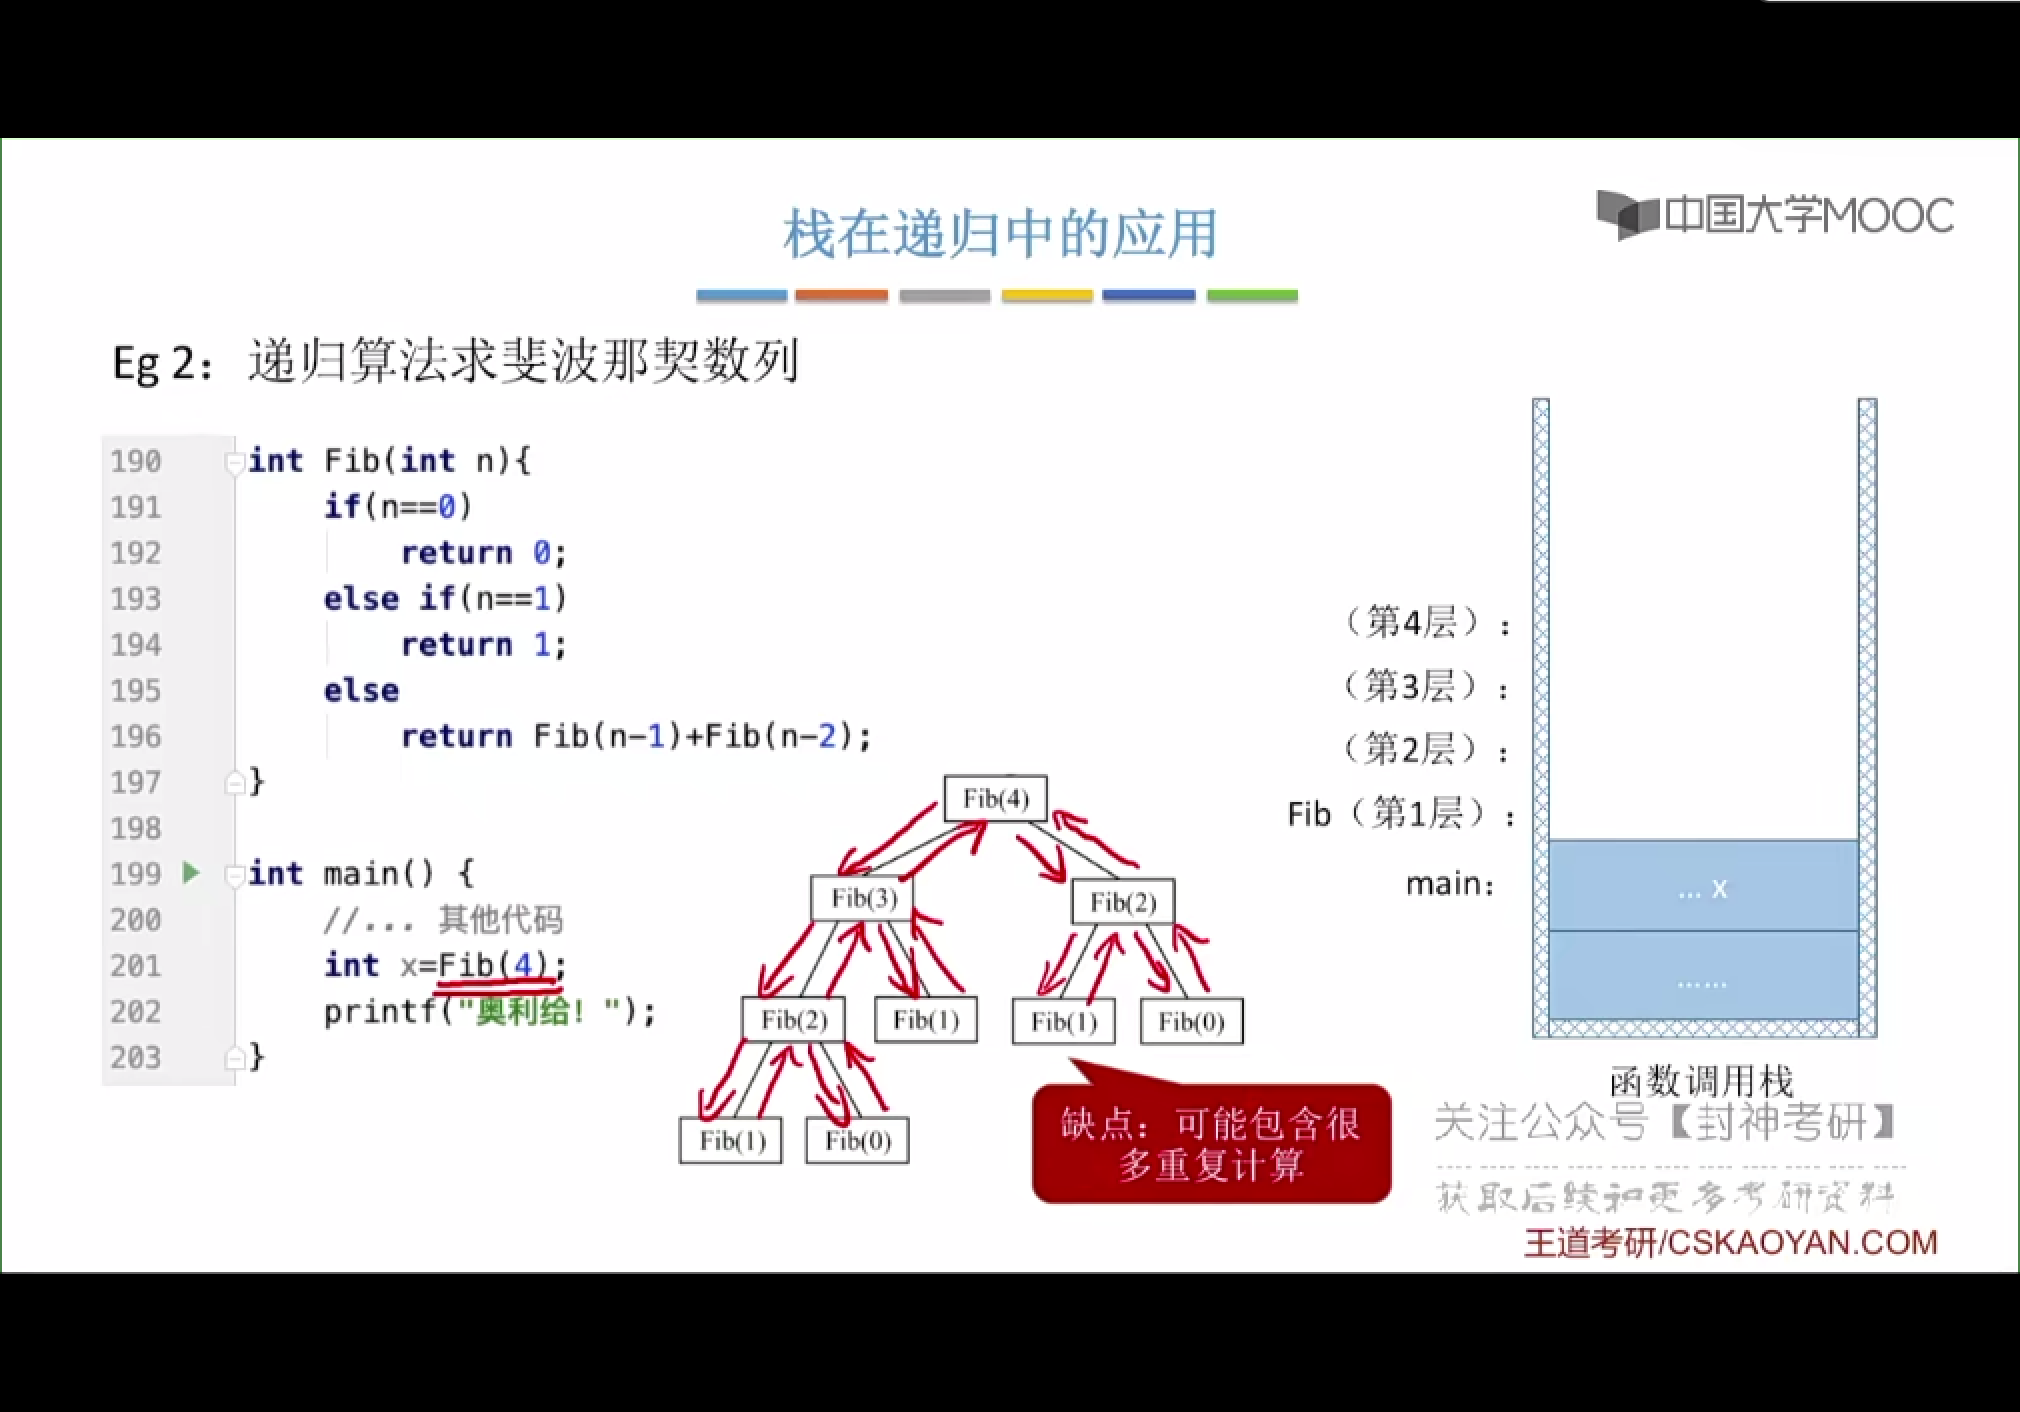 中国大学MOOC
栈在递归中的应用
Eg 2：递归算法求斐波那契数列
190 int Fib(int n){
191 if(n==0)
192 return 0;
193 else if(n==1)
194 return 1;
195 else
196 return Fib(n-1)+Fib(n-2);
197 }
198
199 int main() {
200 //... 其他代码
201 int x=Fib(4);
202 printf("奥利给！");
203 }
Fib(4)
Fib(3)
Fib(2)
Fib(2)
Fib(1)
Fib(1)
Fib(0)
Fib(1)
Fib(0)
缺点：可能包含很
多重复计算
（第4层）：
（第3层）：
（第2层）：
Fib（第1层）：
main：
... x
......
函数调用栈
关注公众号【封神考研】
获取后续和更多考研资料
王道考研/CSKAOYAN.COM